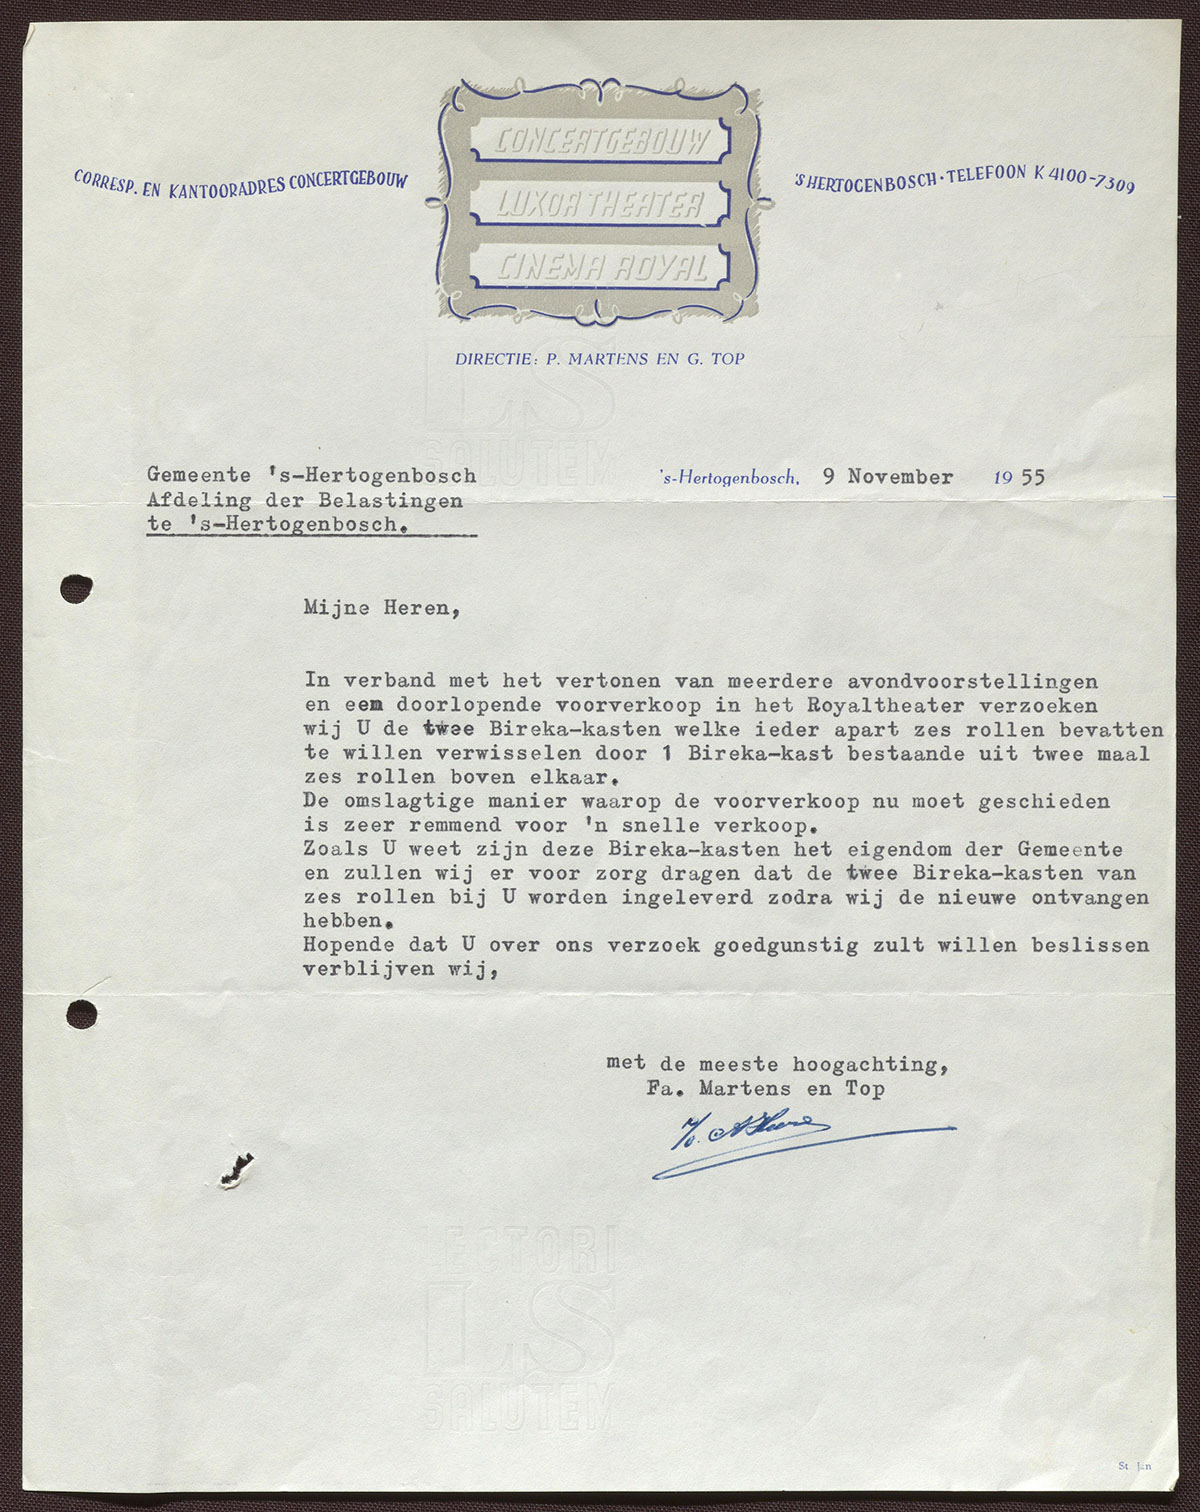 CONCERTGEBOUW
LUXOR THEATER
CINEMA ROYAL
CORRESP. EN KANTOORADRES CONCERTGEBOUW
'S HERTOGENBOSCH · TELEFOON K 4100-7309
DIRECTIE: P. MARTENS EN G. TOP
Gemeente 's-Hertogenbosch
Afdeling der Belastingen
te 's-Hertogenbosch.
's-Hertogenbosch, 9 November 1955
Mijne Heren,
In verband met het vertonen van meerdere avondvoorstellingen
en een doorlopende voorverkoop in het Royaltheater verzoeken
wij U de twee Bireka-kasten welke ieder apart zes rollen bevatten
te willen verwisselen door 1 Bireka-kast bestaande uit twee maal
zes rollen boven elkaar.
De omslagtige manier waarop de voorverkoop nu moet geschieden
is zeer remmend voor 'n snelle verkoop.
Zoals U weet zijn deze Bireka-kasten het eigendom der Gemeente
en zullen wij er voor zorg dragen dat de twee Bireka-kasten van
zes rollen bij U worden ingeleverd zodra wij de nieuwe ontvangen
hebben.
Hopende dat U over ons verzoek goedgunstig zult willen beslissen
verblijven wij,
met de meeste hoogachting,
Fa. Martens en Top
LECTORI
LS
SALUTEM
LS
SALUTEM
St. Jan